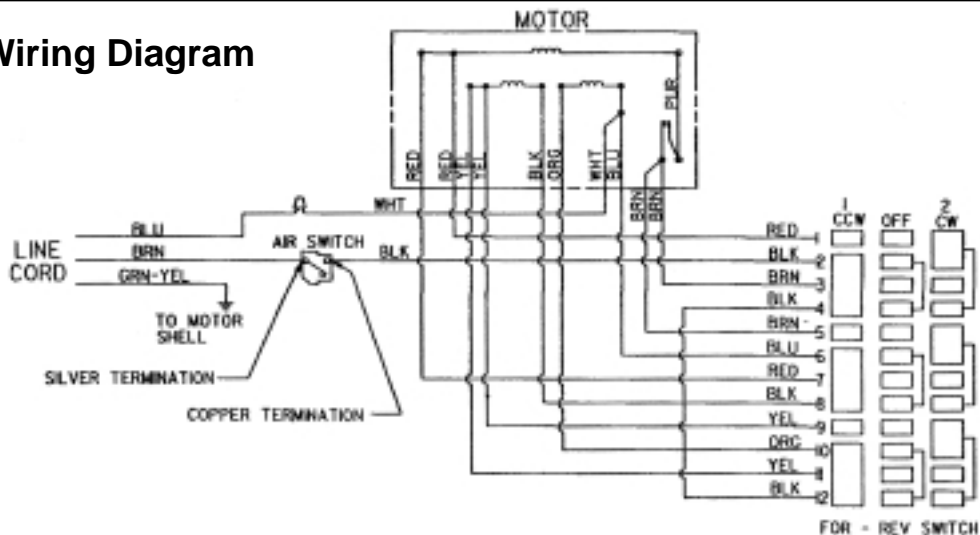 Wiring Diagram
MOTOR
PUR
RED
RED
YEL
YEL
BLK
ORG
WHT
BLU
BRN
BRN
WHT
LINE CORD
BLU
BRN
GRN-YEL
AIR SWITCH
BLK
TO MOTOR
SHELL
SILVER TERMINATION
COPPER TERMINATION
1 CCW
OFF
2 CW
RED 1
BLK 2
BRN 3
BLK 4
BRN 5
BLU 6
RED 7
BLK 8
YEL 9
ORG 10
YEL 11
BLK 12
FOR - REV SWITCH